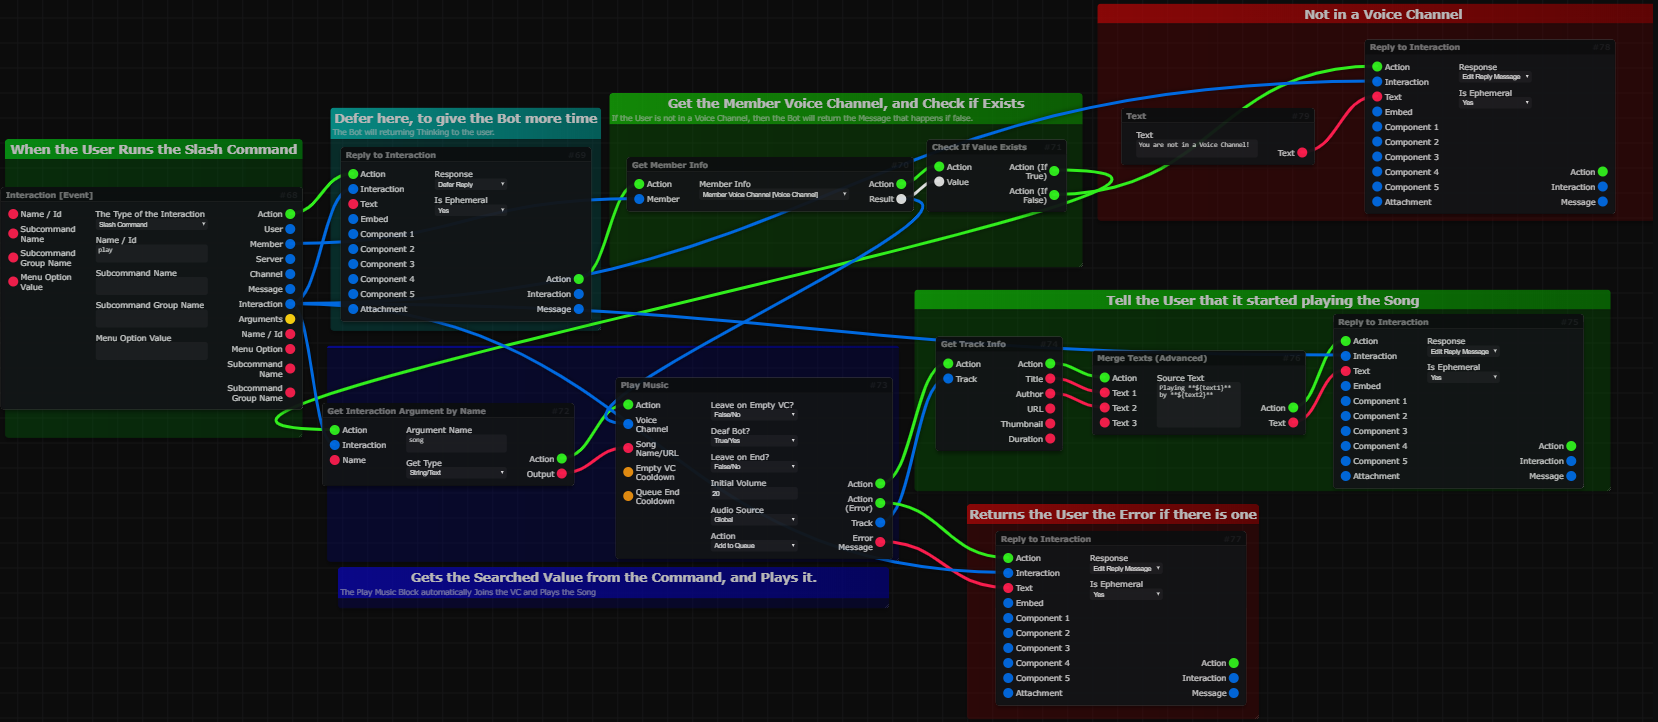 When the User Runs the Slash Command
Interaction [Event] #68
Name / Id
Subcommand
Name
Subcommand
Group Name
Menu Option
Value
The Type of the Interaction
Slash Command
Name / Id
play
Subcommand Name
Subcommand Group Name
Menu Option Value
Action
User
Member
Server
Channel
Message
Interaction
Arguments
Name / Id
Menu Option
Subcommand
Name
Subcommand
Group Name
Defer here, to give the Bot more time
The Bot will returning Thinking to the user.
Reply to Interaction #69
Action
Interaction
Text
Embed
Component 1
Component 2
Component 3
Component 4
Component 5
Attachment
Response
Defer Reply
Is Ephemeral
Yes
Action
Interaction
Message
Get the Member Voice Channel, and Check if Exists
If the User is not in a Voice Channel, then the Bot will return the Message that happens if false.
Get Member Info #70
Action
Member
Member Info
Member Voice Channel [Voice Channel]
Action
Result
Check If Value Exists #71
Action
Value
Action (If
True)
Action (If
False)
Not in a Voice Channel
Text
Text
You are not in a Voice Channel!
Text
Reply to Interaction
Action
Interaction
Text
Embed
Component 1
Component 2
Component 3
Component 4
Component 5
Attachment
Response
Edit Reply Message
Is Ephemeral
Yes
Action
Interaction
Message
Get Interaction Argument by Name #72
Action
Interaction
Name
Argument Name
song
Get Type
String/Text
Action
Output
Play Music #73
Action
Voice
Channel
Song
Name/URL
Empty VC
Cooldown
Queue End
Cooldown
Leave on Empty VC?
False/No
Deaf Bot?
True/Yes
Leave on End?
False/No
Initial Volume
20
Audio Source
Global
Action
Add to Queue
Action
Action
(Error)
Track
Error
Message
Gets the Searched Value from the Command, and Plays it.
The Play Music Block automatically Joins the VC and Plays the Song
Tell the User that it started playing the Song
Get Track Info #74
Action
Track
Action
Title
Author
URL
Thumbnail
Duration
Merge Texts (Advanced) #76
Action
Text 1
Text 2
Text 3
Source Text
Playing **${text1}**
by **${text2}**
Action
Text
Reply to Interaction #75
Action
Interaction
Text
Embed
Component 1
Component 2
Component 3
Component 4
Component 5
Attachment
Response
Edit Reply Message
Is Ephemeral
Yes
Action
Interaction
Message
Returns the User the Error if there is one
Reply to Interaction #77
Action
Interaction
Text
Embed
Component 1
Component 2
Component 3
Component 4
Component 5
Attachment
Response
Edit Reply Message
Is Ephemeral
Yes
Action
Interaction
Message